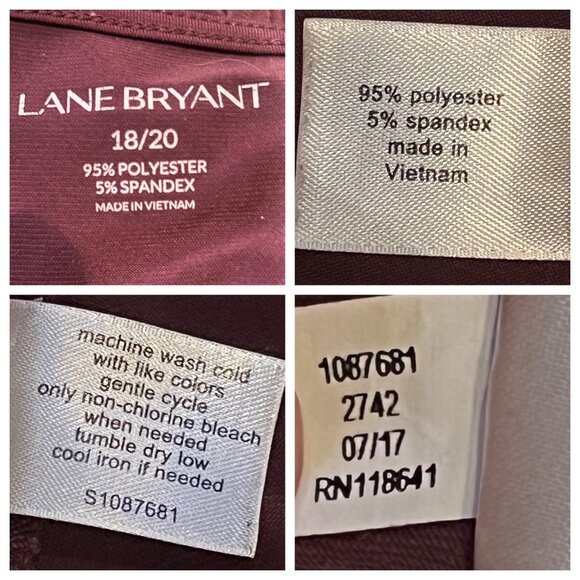 LANE BRYANT
18/20
95% POLYESTER
5% SPANDEX
MADE IN VIETNAM
95% polyester
5% spandex
made in
Vietnam
machine wash cold
with like colors
gentle cycle
only non-chlorine bleach
when needed
tumble dry low
cool iron if needed
S1087681
1087681
2742
07/17
RN118641